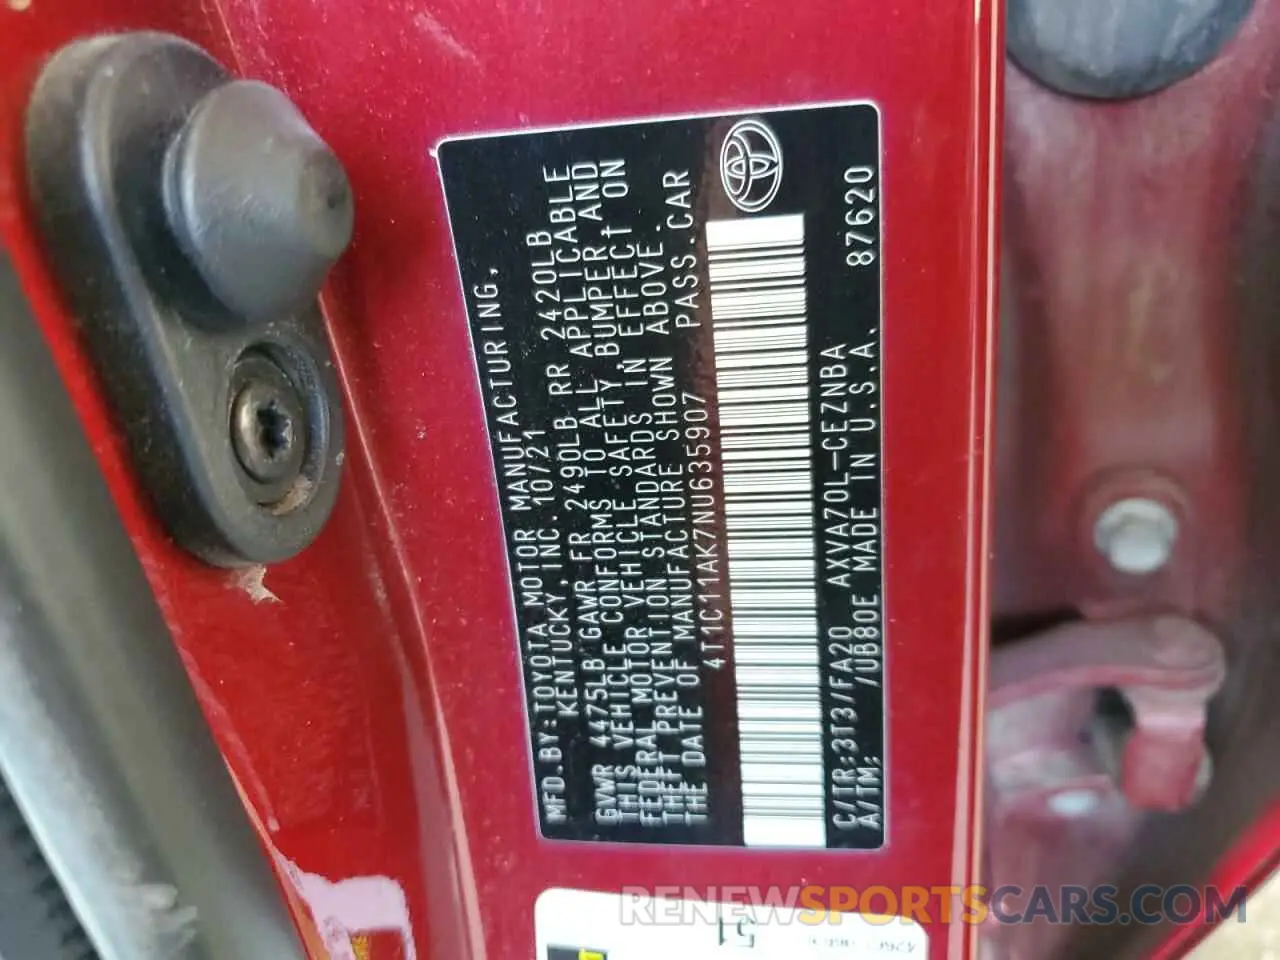 MFD.BY:TOYOTA MOTOR MANUFACTURING,
KENTUCKY,INC. 10/21
GVWR 4475LB GAWR FR 2490LB RR 2420LB
THIS VEHICLE CONFORMS TO ALL APPLICABLE
FEDERAL MOTOR VEHICLE SAFETY,BUMPER, AND
THEFT PREVENTION STANDARDS IN EFFECT ON
THE DATE OF MANUFACTURE SHOWN ABOVE.
4T1C11AK7NU635907 PASS.CAR
C/TR:3T3/FA20 AXVA70L-CEZNBA
A/TM: /UB80E MADE IN U.S.A. 87620
51
RENEWSPORTSCARS.COM